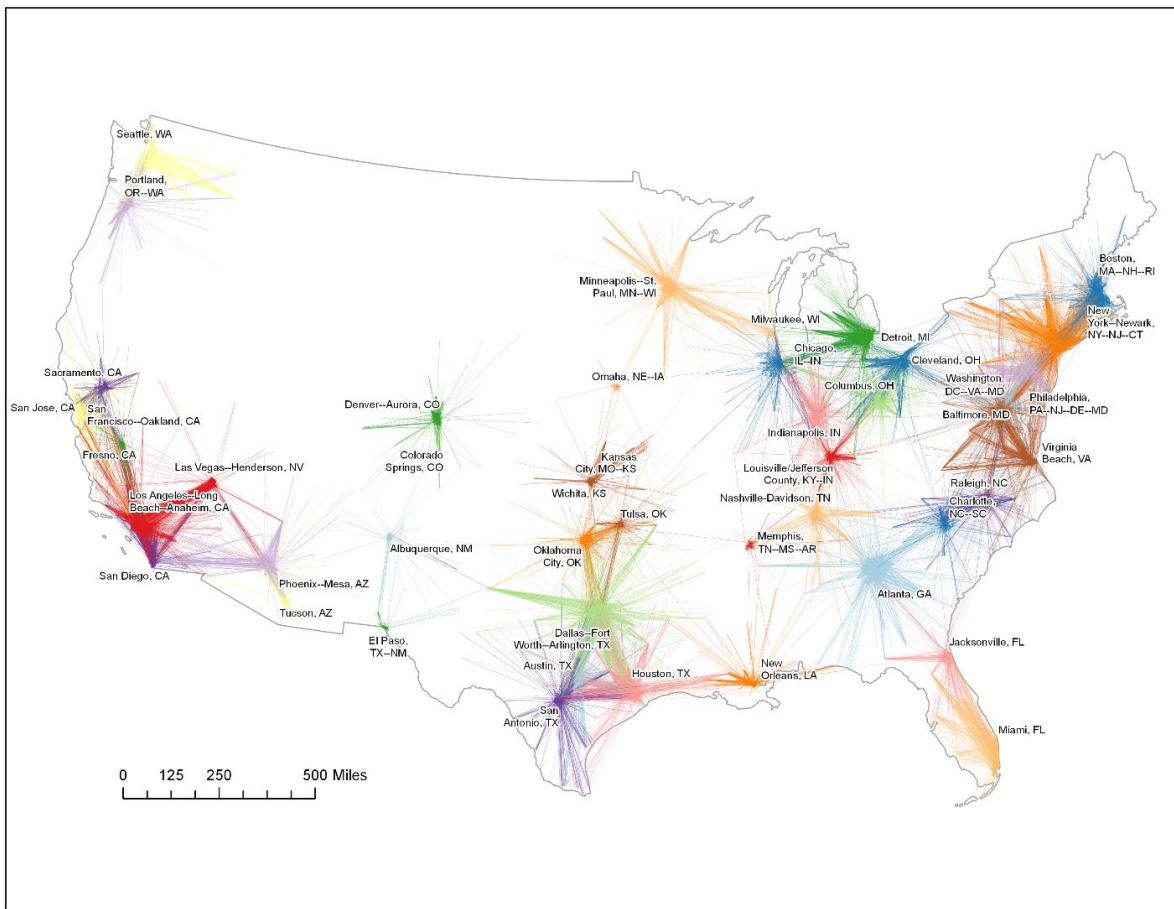 Seattle, WA
Portland,
OR--WA
Minneapolis--St.
Paul, MN--WI
Milwaukee, WI
Boston,
MA--NH--RI
New
York--Newark,
NY--NJ--CT
Detroit, MI
Chicago,
IL--IN
Cleveland, OH
Sacramento, CA
Omaha, NE--IA
Columbus, OH
Washington,
DC--VA--MD
Philadelphia,
PA--NJ--DE--MD
San Jose, CA
San
Francisco--Oakland, CA
Denver--Aurora, CO
Baltimore, MD
Indianapolis, IN
Fresno, CA
Colorado
Springs, CO
Kansas
City, MO--KS
Virginia
Beach, VA
Las Vegas--Henderson, NV
Louisville/Jefferson
County, KY--IN
Wichita, KS
Raleigh, NC
Los Angeles--Long
Beach--Anaheim, CA
Nashville-Davidson, TN
Charlotte,
NC--SC
Tulsa, OK
Albuquerque, NM
Oklahoma
City, OK
Memphis,
TN--MS--AR
San Diego, CA
Phoenix--Mesa, AZ
Atlanta, GA
Tucson, AZ
Dallas--Fort
Worth--Arlington, TX
El Paso,
TX--NM
Jacksonville, FL
Austin, TX
Houston, TX
New
Orleans, LA
San
Antonio, TX
Miami, FL
0 125 250 500 Miles